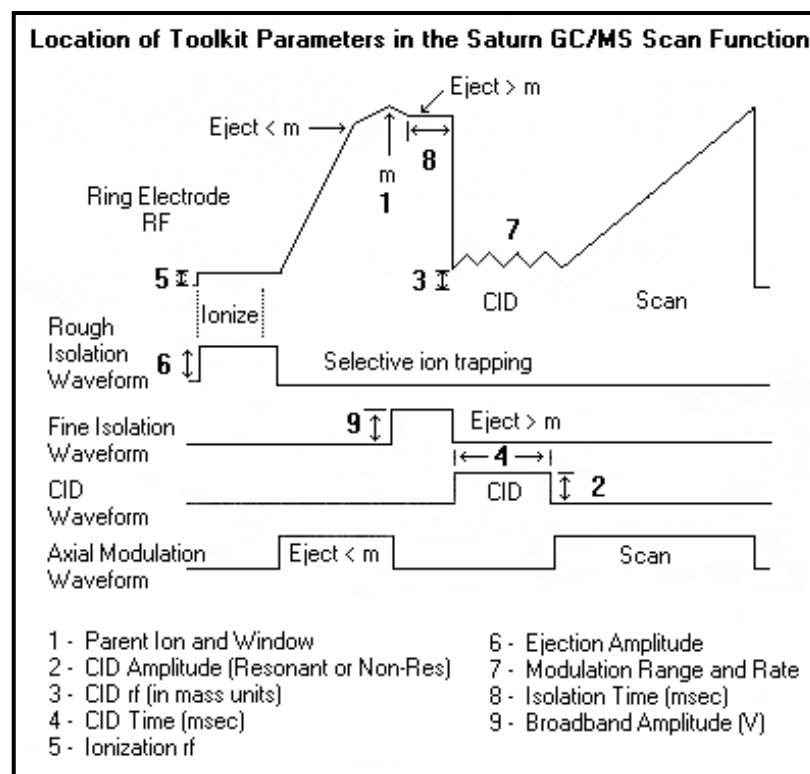 Location of Toolkit Parameters in the Saturn GC/MS Scan Function
Eject > m
Eject < m
8
m
1
Ring Electrode
RF
7
5
3
CID
Scan
Ionize
Rough
Isolation
Waveform
6
Selective ion trapping
Fine Isolation
Waveform
9
Eject > m
4
CID
Waveform
CID
2
Axial Modulation
Waveform
Eject < m
Scan
1 - Parent Ion and Window
2 - CID Amplitude (Resonant or Non-Res)
3 - CID rf (in mass units)
4 - CID Time (msec)
5 - Ionization rf
6 - Ejection Amplitude
7 - Modulation Range and Rate
8 - Isolation Time (msec)
9 - Broadband Amplitude (V)